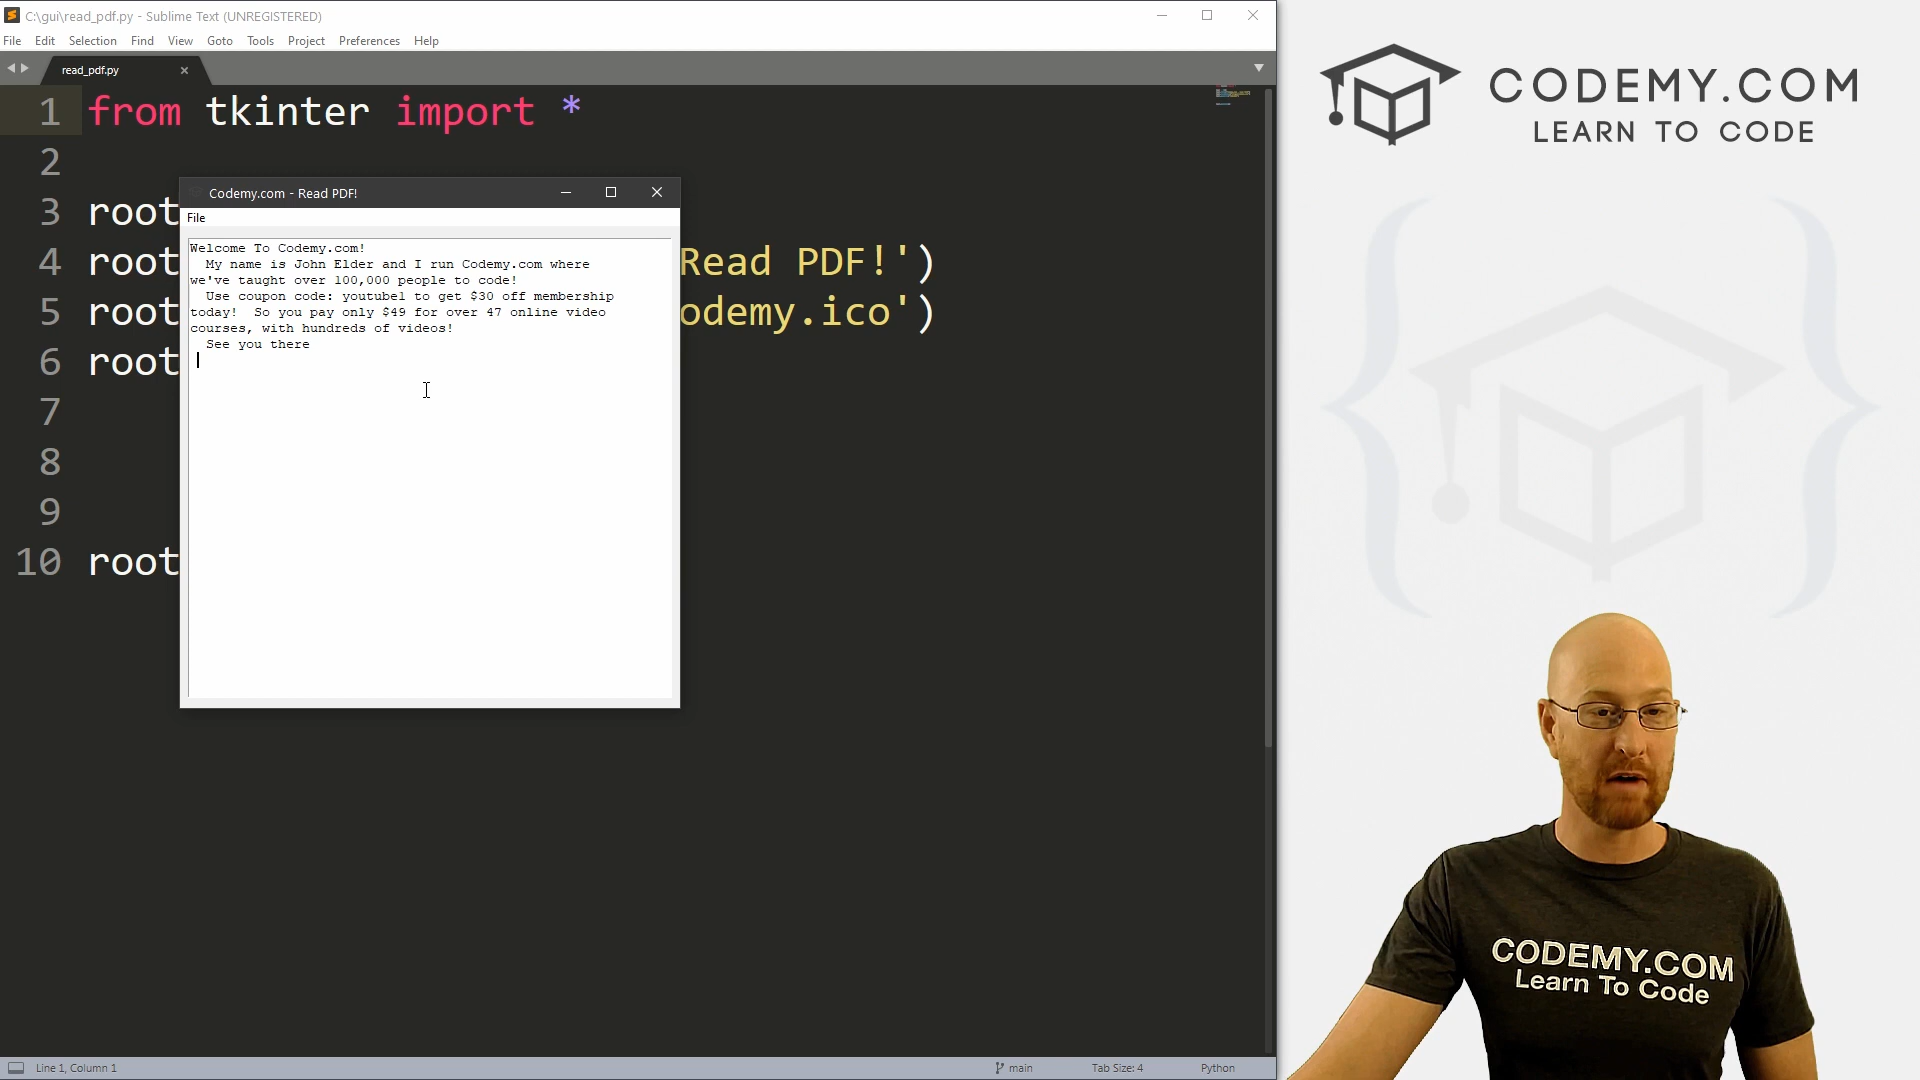 C:\gui\read_pdf.py - Sublime Text (UNREGISTERED)
File Edit Selection Find View Goto Tools Project Preferences Help
read_pdf.py
1 from tkinter import *
2
3 root
4 root Read PDF!')
5 root odemy.ico')
6 root
7
8
9
10 root
Codemy.com - Read PDF!
File
Welcome To Codemy.com!
My name is John Elder and I run Codemy.com where
we've taught over 100,000 people to code!
Use coupon code: youtube1 to get $30 off membership
today!  So you pay only $49 for over 47 online video
courses, with hundreds of videos!
See you there
Line 1, Column 1
main
Tab Size: 4
Python
CODEMY.COM
LEARN TO CODE
CODEMY.COM
Learn To Code